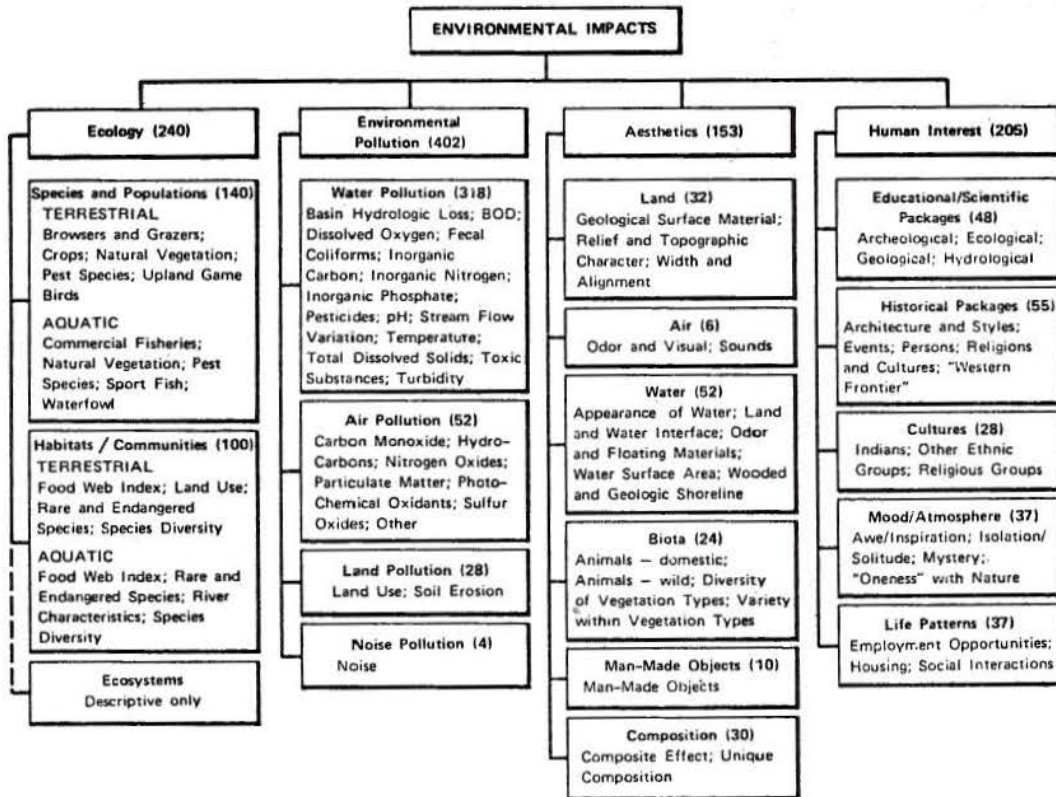 ENVIRONMENTAL IMPACTS
Ecology (240)
Species and Populations (140)
TERRESTRIAL
Browsers and Grazers;
Crops; Natural Vegetation;
Pest Species; Upland Game
Birds
AQUATIC
Commercial Fisheries;
Natural Vegetation; Pest
Species; Sport Fish;
Waterfowl
Habitats / Communities (100)
TERRESTRIAL
Food Web Index; Land Use;
Rare and Endangered
Species; Species Diversity
AQUATIC
Food Web Index; Rare and
Endangered Species; River
Characteristics; Species
Diversity
Ecosystems
Descriptive only
Environmental
Pollution (402)
Water Pollution (318)
Basin Hydrologic Loss; BOD;
Dissolved Oxygen; Fecal
Coliforms; Inorganic
Carbon; Inorganic Nitrogen;
Inorganic Phosphate;
Pesticides; pH; Stream Flow
Variation; Temperature;
Total Dissolved Solids; Toxic
Substances; Turbidity
Air Pollution (52)
Carbon Monoxide; Hydro-
Carbons; Nitrogen Oxides;
Particulate Matter; Photo-
Chemical Oxidants; Sulfur
Oxides; Other
Land Pollution (28)
Land Use; Soil Erosion
Noise Pollution (4)
Noise
Aesthetics (153)
Land (32)
Geological Surface Material;
Relief and Topographic
Character; Width and
Alignment
Air (6)
Odor and Visual; Sounds
Water (52)
Appearance of Water; Land
and Water Interface; Odor
and Floating Materials;
Water Surface Area; Wooded
and Geologic Shoreline
Biota (24)
Animals – domestic;
Animals – wild; Diversity
of Vegetation Types; Variety
within Vegetation Types
Man-Made Objects (10)
Man-Made Objects
Composition (30)
Composite Effect; Unique
Composition
Human Interest (205)
Educational/Scientific
Packages (48)
Archeological; Ecological;
Geological; Hydrological
Historical Packages (55)
Architecture and Styles;
Events; Persons; Religions
and Cultures; "Western
Frontier"
Cultures (28)
Indians; Other Ethnic
Groups; Religious Groups
Mood/Atmosphere (37)
Awe/Inspiration; Isolation/
Solitude; Mystery;
"Oneness" with Nature
Life Patterns (37)
Employment Opportunities;
Housing; Social Interactions